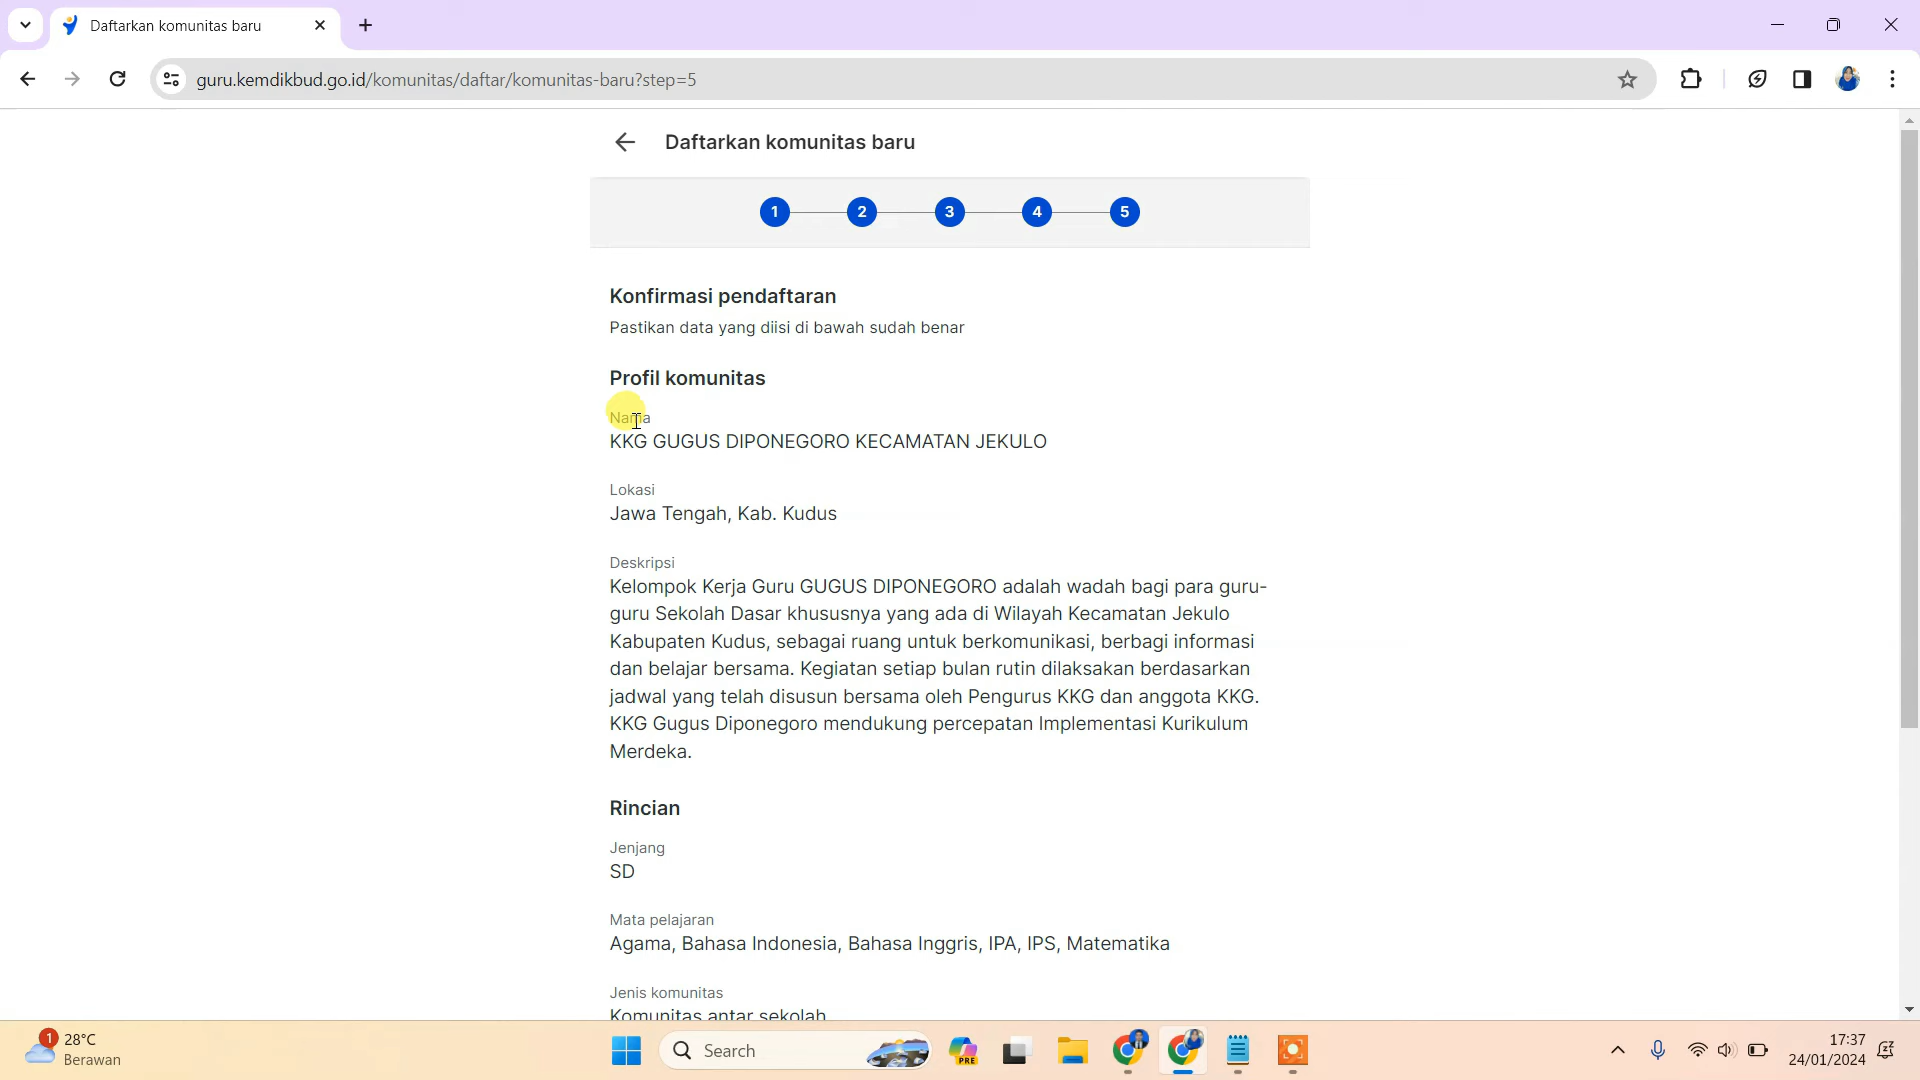 Daftarkan komunitas baru
guru.kemdikbud.go.id/komunitas/daftar/komunitas-baru?step=5
Daftarkan komunitas baru
1 2 3 4 5
Konfirmasi pendaftaran
Pastikan data yang diisi di bawah sudah benar
Profil komunitas
Nama
KKG GUGUS DIPONEGORO KECAMATAN JEKULO
Lokasi
Jawa Tengah, Kab. Kudus
Deskripsi
Kelompok Kerja Guru GUGUS DIPONEGORO adalah wadah bagi para guru-
guru Sekolah Dasar khususnya yang ada di Wilayah Kecamatan Jekulo
Kabupaten Kudus, sebagai ruang untuk berkomunikasi, berbagi informasi
dan belajar bersama. Kegiatan setiap bulan rutin dilaksakan berdasarkan
jadwal yang telah disusun bersama oleh Pengurus KKG dan anggota KKG.
KKG Gugus Diponegoro mendukung percepatan Implementasi Kurikulum
Merdeka.
Rincian
Jenjang
SD
Mata pelajaran
Agama, Bahasa Indonesia, Bahasa Inggris, IPA, IPS, Matematika
Jenis komunitas
Komunitas antar sekolah
1
28°C
Berawan
Search
PRE
17:37
24/01/2024